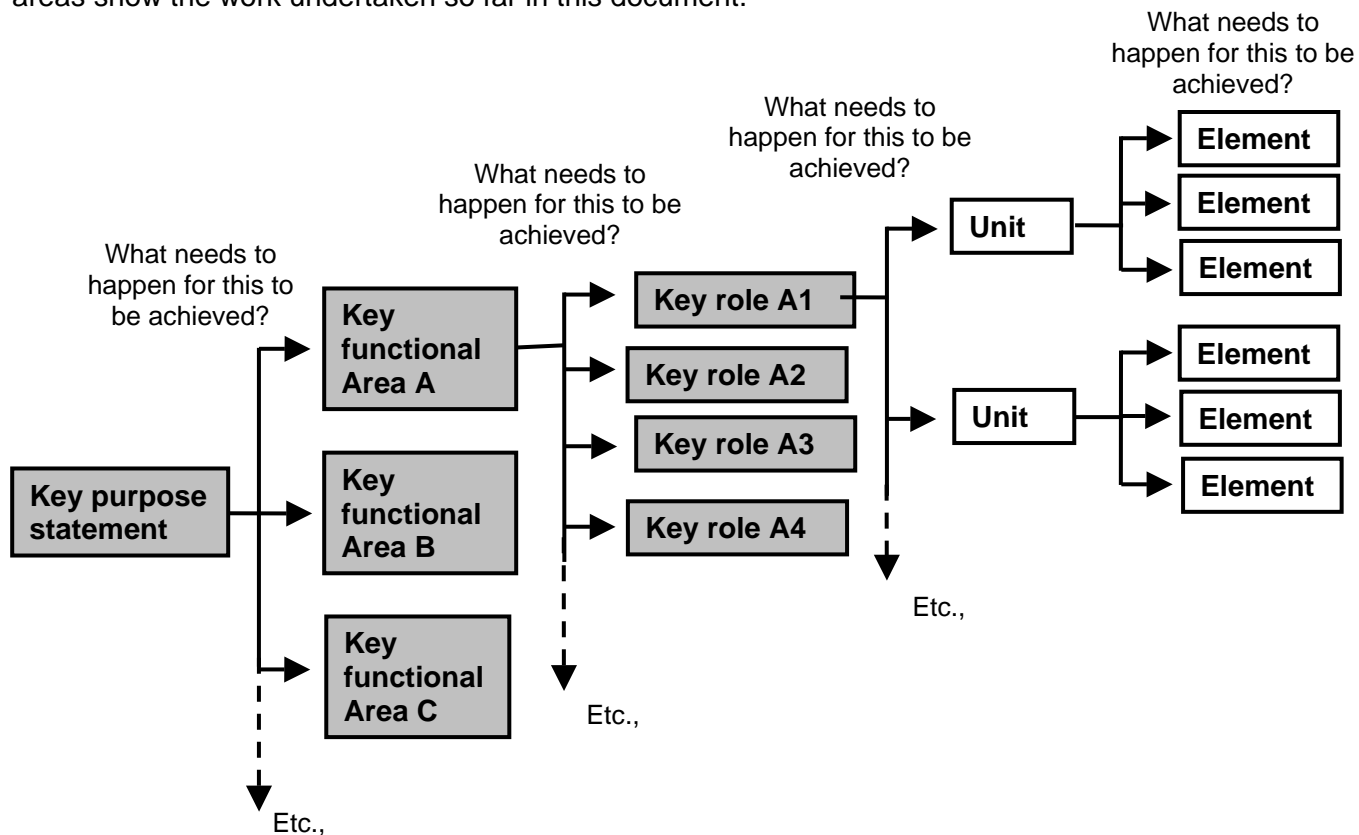 areas show the work undertaken so far in this document.
What needs to
happen for this to be
achieved?
What needs to
happen for this to be
achieved?
What needs to
happen for this to be
achieved?
What needs to
happen for this to
be achieved?
Key purpose
statement
Key
functional
Area A
Key
functional
Area B
Key
functional
Area C
Etc.,
Key role A1
Key role A2
Key role A3
Key role A4
Etc.,
Unit
Unit
Etc.,
Element
Element
Element
Element
Element
Element